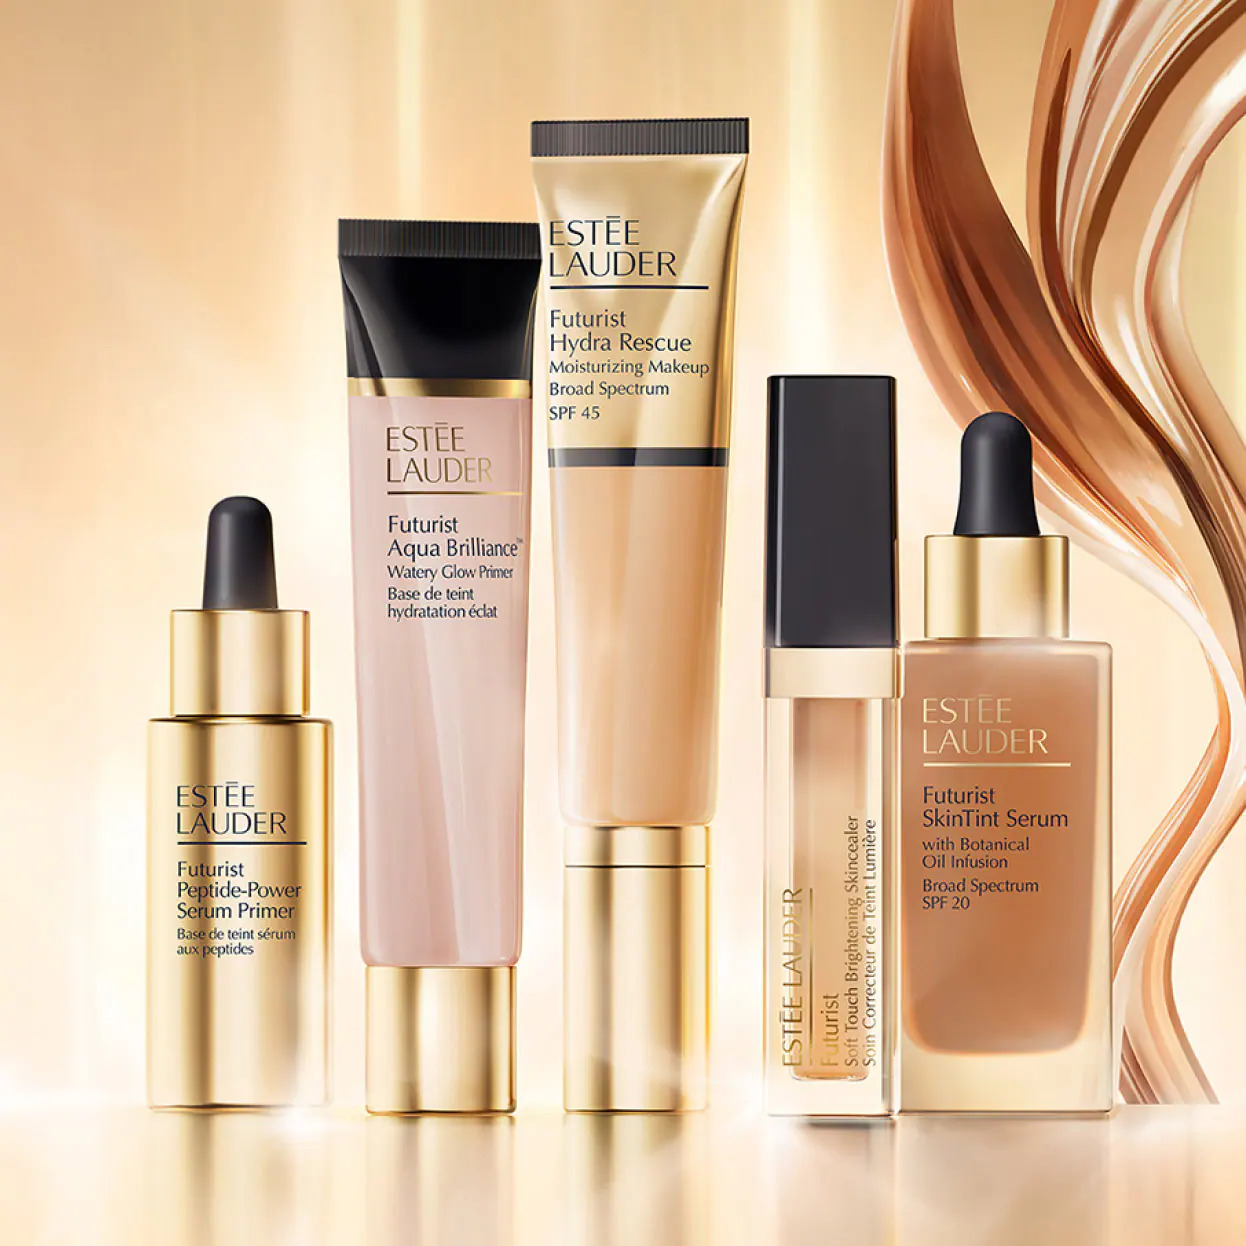 ESTĒE
LAUDER
Futurist
Peptide-Power
Serum Primer
Base de teint sérum
aux peptides
ESTĒE
LAUDER
Futurist
Aqua Brilliance™
Watery Glow Primer
Base de teint
hydratation éclat
ESTĒE
LAUDER
Futurist
Hydra Rescue
Moisturizing Makeup
Broad Spectrum
SPF 45
ESTĒE LAUDER
Futurist
Soft Touch Brightening Skincealer
Soin Correcteur de Teint Lumière
ESTĒE
LAUDER
Futurist
SkinTint Serum
with Botanical
Oil Infusion
Broad Spectrum
SPF 20